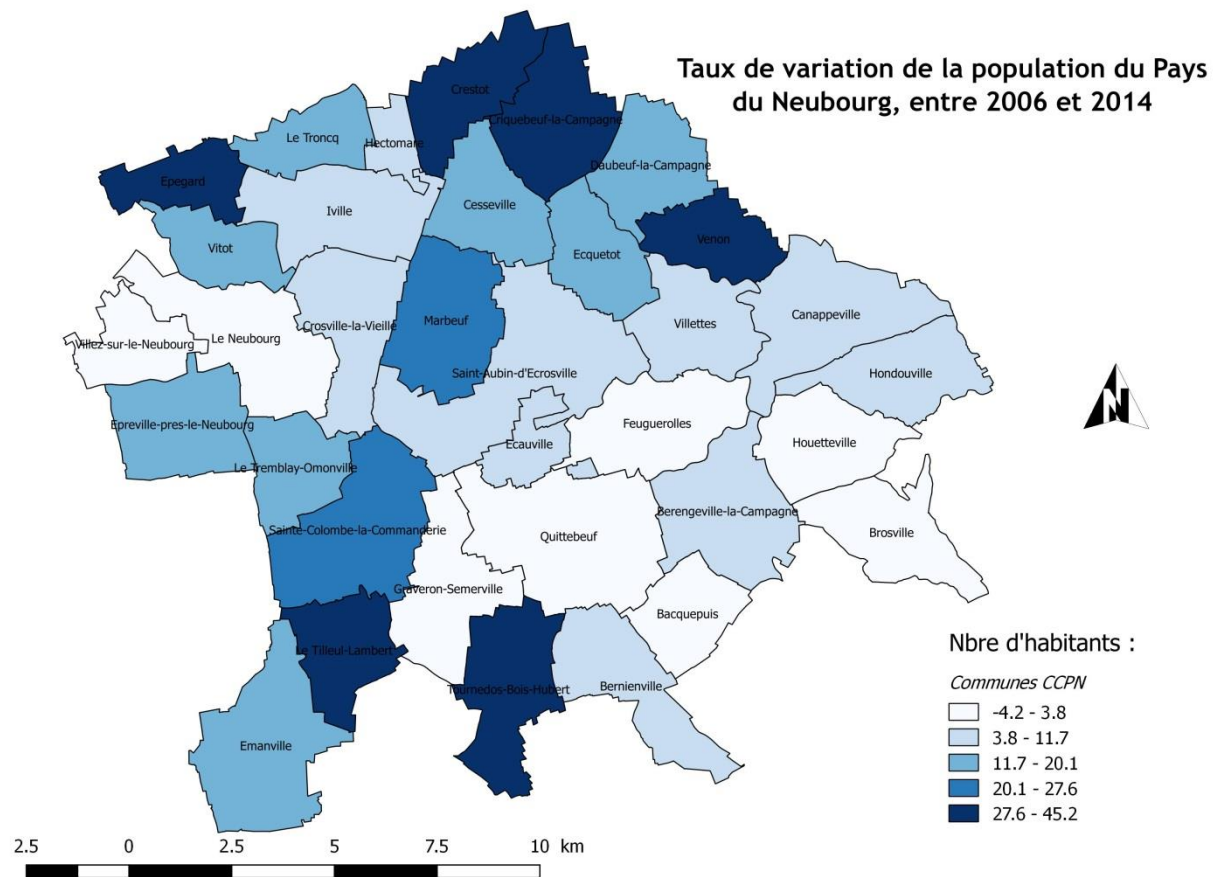 Taux de variation de la population du Pays
du Neubourg, entre 2006 et 2014
Crestot
Criquebeuf-la-Campagne
Le Troncq
Hectomare
Daubeuf-la-Campagne
Epegard
Iville
Cesseville
Vitot
Ecquetot
Venon
Canappeville
Villez-sur-le-Neubourg
Le Neubourg
Crosville-la-Vieille
Marbeuf
Villettes
Saint-Aubin-d'Ecrosville
Hondouville
N
Epreville-pres-le-Neubourg
Feuguerolles
Ecauville
Houetteville
Le Tremblay-Omonville
Berengeville-la-Campagne
Sainte-Colombe-la-Commanderie
Quittebeuf
Brosville
Graveron-Semerville
Bacquepuis
Le Tilleul-Lambert
Tournedos-Bois-Hubert
Bernienville
Emanville
Nbre d'habitants :
Communes CCPN
-4.2 - 3.8
3.8 - 11.7
11.7 - 20.1
20.1 - 27.6
27.6 - 45.2
2.5 0 2.5 5 7.5 10 km